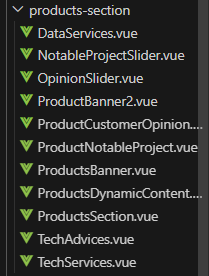 products-section
DataServices.vue
NotableProjectSlider.vue
OpinionSlider.vue
ProductBanner2.vue
ProductCustomerOpinion....
ProductNotableProject.vue
ProductsBanner.vue
ProductsDynamicContent....
ProductsSection.vue
TechAdvices.vue
TechServices.vue